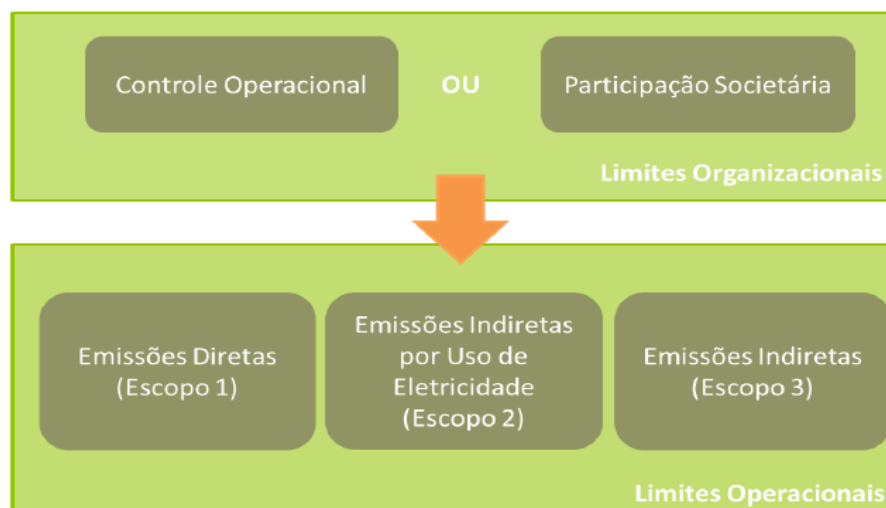 Controle Operacional
OU
Participação Societária
Limites Organizacionais
Emissões Diretas
(Escopo 1)
Emissões Indiretas
por Uso de
Eletricidade
(Escopo 2)
Emissões Indiretas
(Escopo 3)
Limites Operacionais